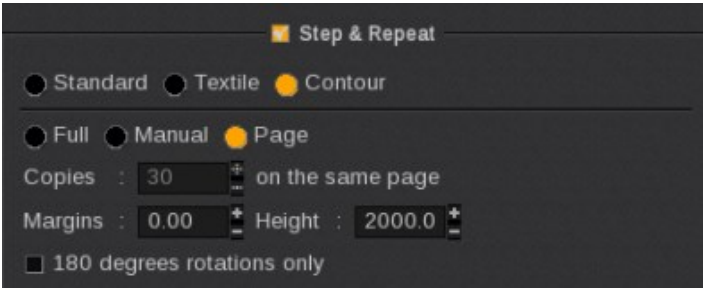 Step & Repeat
Standard Textile Contour
Full Manual Page
Copies : 30 on the same page
Margins : 0.00 Height : 2000.0
180 degrees rotations only